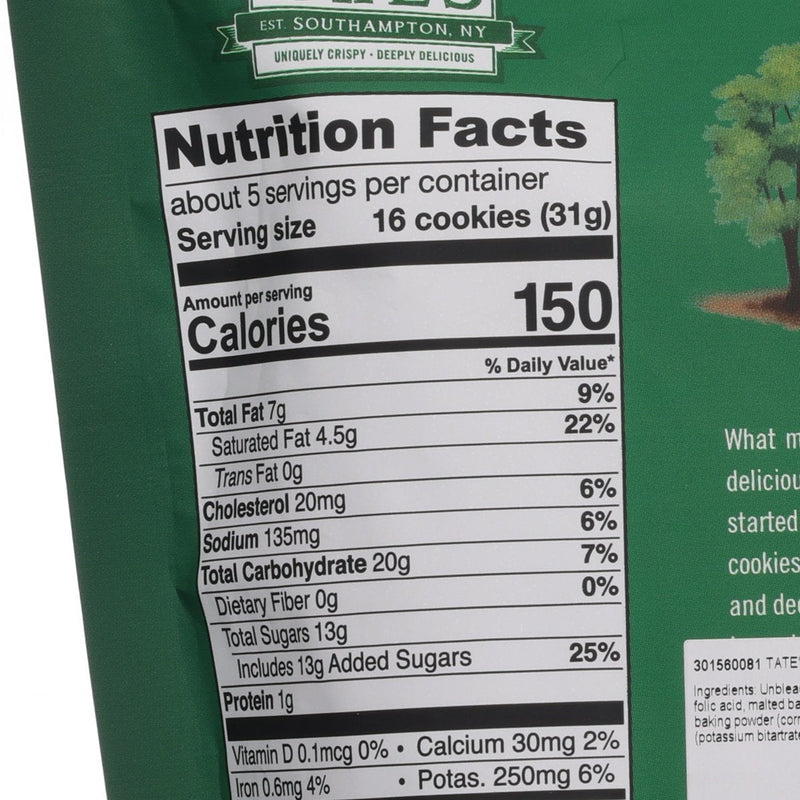 EST. SOUTHAMPTON, NY
UNIQUELY CRISPY • DEEPLY DELICIOUS
Nutrition Facts
about 5 servings per container
Serving size 16 cookies (31g)
Amount per serving
Calories 150
% Daily Value*
Total Fat 7g 9%
Saturated Fat 4.5g 22%
Trans Fat 0g
Cholesterol 20mg 6%
Sodium 135mg 6%
Total Carbohydrate 20g 7%
Dietary Fiber 0g 0%
Total Sugars 13g
Includes 13g Added Sugars 25%
Protein 1g
Vitamin D 0.1mcg 0% • Calcium 30mg 2%
Iron 0.6mg 4% • Potas. 250mg 6%
What
started
cookies
and
301560081 TATE'
Ingredients:
folic acid, malted
baking powder